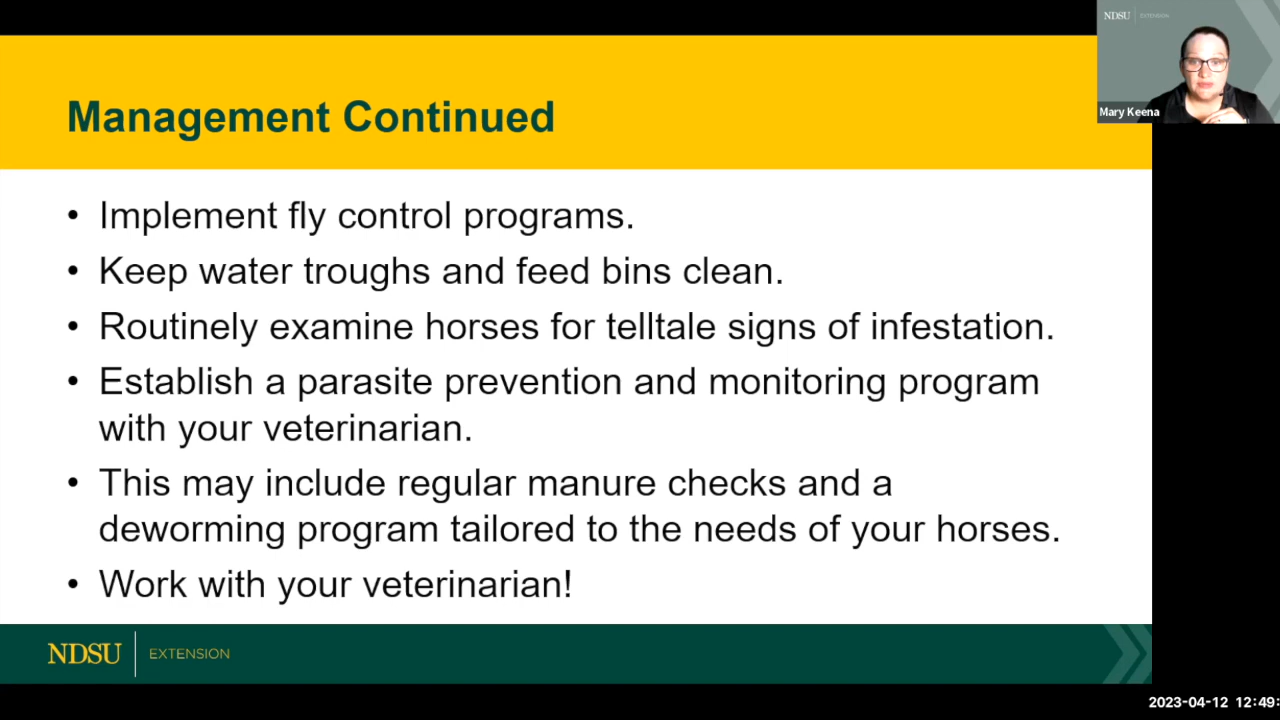 NDSU EXTENSION
Mary Keena
Management Continued
• Implement fly control programs.
• Keep water troughs and feed bins clean.
• Routinely examine horses for telltale signs of infestation.
• Establish a parasite prevention and monitoring program
with your veterinarian.
• This may include regular manure checks and a
deworming program tailored to the needs of your horses.
• Work with your veterinarian!
NDSU EXTENSION
2023-04-12 12:49: